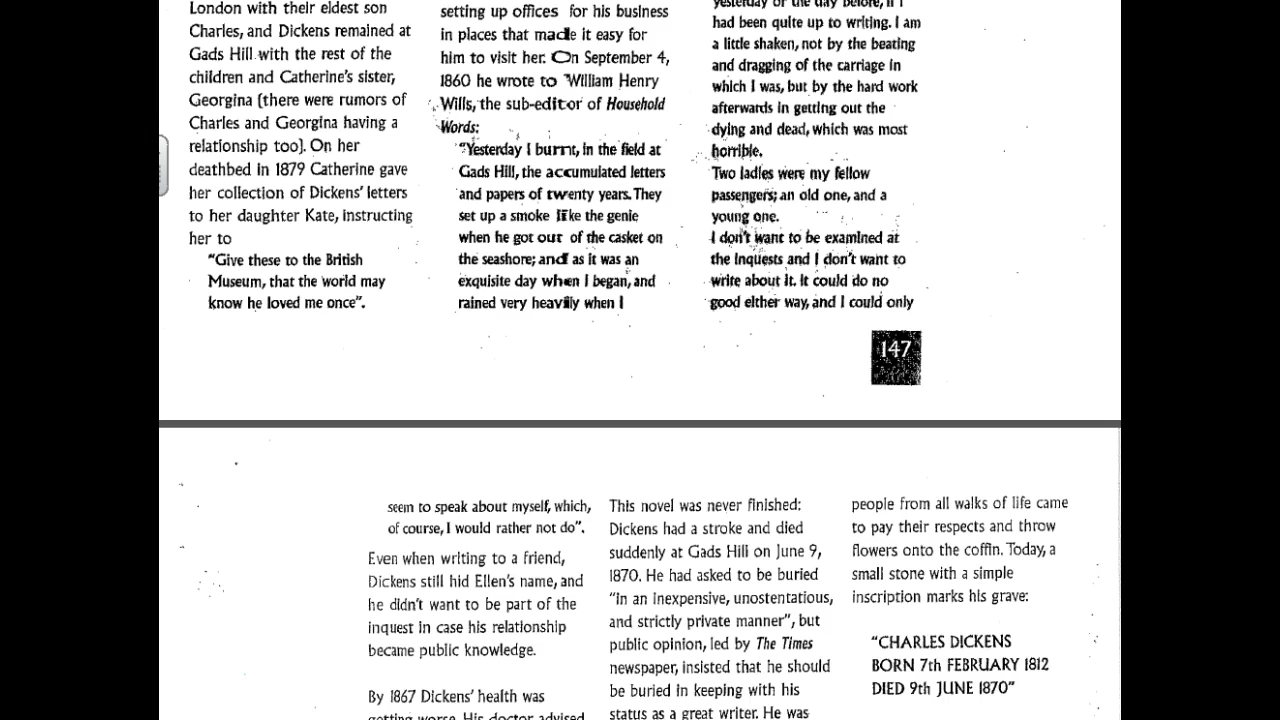 London with their eldest son
Charles, and Dickens remained at
Gads Hill with the rest of the
children and Catherine's sister,
Georgina (there were rumors of
Charles and Georgina having a
relationship too). On her
deathbed in 1879 Catherine gave
her collection of Dickens' letters
to her daughter Kate, instructing
her to
"Give these to the British
Museum, that the world may
know he loved me once".
setting up offices for his business
in places that made it easy for
him to visit her. On September 4,
1860 he wrote to William Henry
Wills, the sub-editor of Household
Words:
"Yesterday I burnt, in the field at
Gads Hill, the accumulated letters
and papers of twenty years. They
set up a smoke like the genie
when he got out of the casket on
the seashore; and as it was an
exquisite day when I began, and
rained very heavily when I
yesterday or the day before, if I
had been quite up to writing. I am
a little shaken, not by the beating
and dragging of the carriage in
which I was, but by the hard work
afterwards in getting out the
dying and dead, which was most
horrible.
Two ladies were my fellow
passengers; an old one, and a
young one.
I don't want to be examined at
the inquests and I don't want to
write about it. It could do no
good either way, and I could only
147
seem to speak about myself, which,
of course, I would rather not do".
Even when writing to a friend,
Dickens still hid Ellen's name, and
he didn't want to be part of the
inquest in case his relationship
became public knowledge.
By 1867 Dickens' health was
getting worse. His doctor advised
This novel was never finished:
Dickens had a stroke and died
suddenly at Gads Hill on June 9,
1870. He had asked to be buried
"in an inexpensive, unostentatious,
and strictly private manner", but
public opinion, led by The Times
newspaper, insisted that he should
be buried in keeping with his
status as a great writer. He was
people from all walks of life came
to pay their respects and throw
flowers onto the coffin. Today, a
small stone with a simple
inscription marks his grave:
"CHARLES DICKENS
BORN 7th FEBRUARY 1812
DIED 9th JUNE 1870"